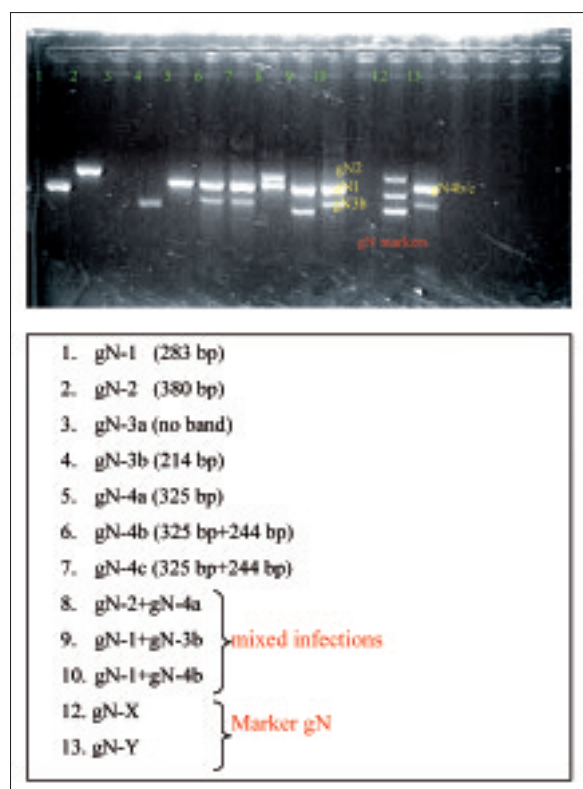 1 2 3 4 5 6 7 8 9 10 12 13
gN2
gN1 gN4b/c
gN3b
gN markers
1. gN-1 (283 bp)
2. gN-2 (380 bp)
3. gN-3a (no band)
4. gN-3b (214 bp)
5. gN-4a (325 bp)
6. gN-4b (325 bp+244 bp)
7. gN-4c (325 bp+244 bp)
8. gN-2+gN-4a
9. gN-1+gN-3b
mixed infections
10. gN-1+gN-4b
12. gN-X
Marker gN
13. gN-Y